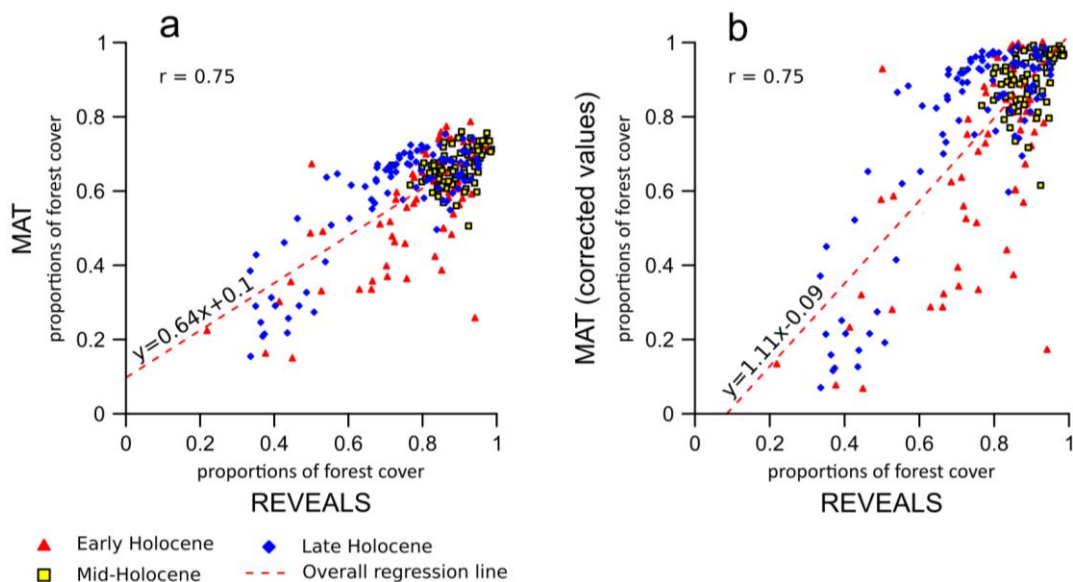 a
r = 0.75
1
0.8
0.6
0.4
0.2
0
MAT
proportions of forest cover
y=0.64x+0.1
0 0.2 0.4 0.6 0.8 1
proportions of forest cover
REVEALS
b
r = 0.75
1
0.8
0.6
0.4
0.2
0
MAT (corrected values)
proportions of forest cover
y=1.11x-0.09
0.2 0.4 0.6 0.8 1
proportions of forest cover
REVEALS
Early Holocene
Late Holocene
Mid-Holocene
Overall regression line